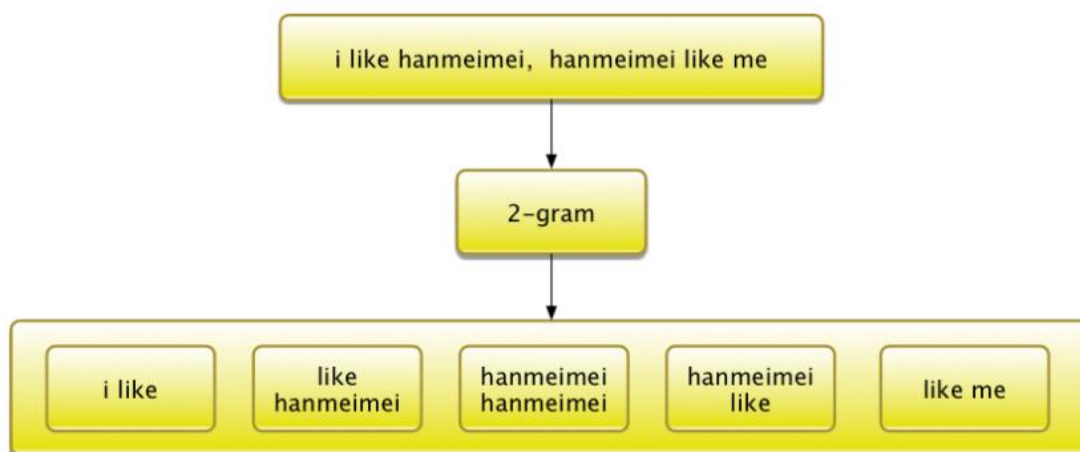 i like hanmeimei, hanmeimei like me
2-gram
i like
like
hanmeimei
hanmeimei
hanmeimei
hanmeimei
like
like me